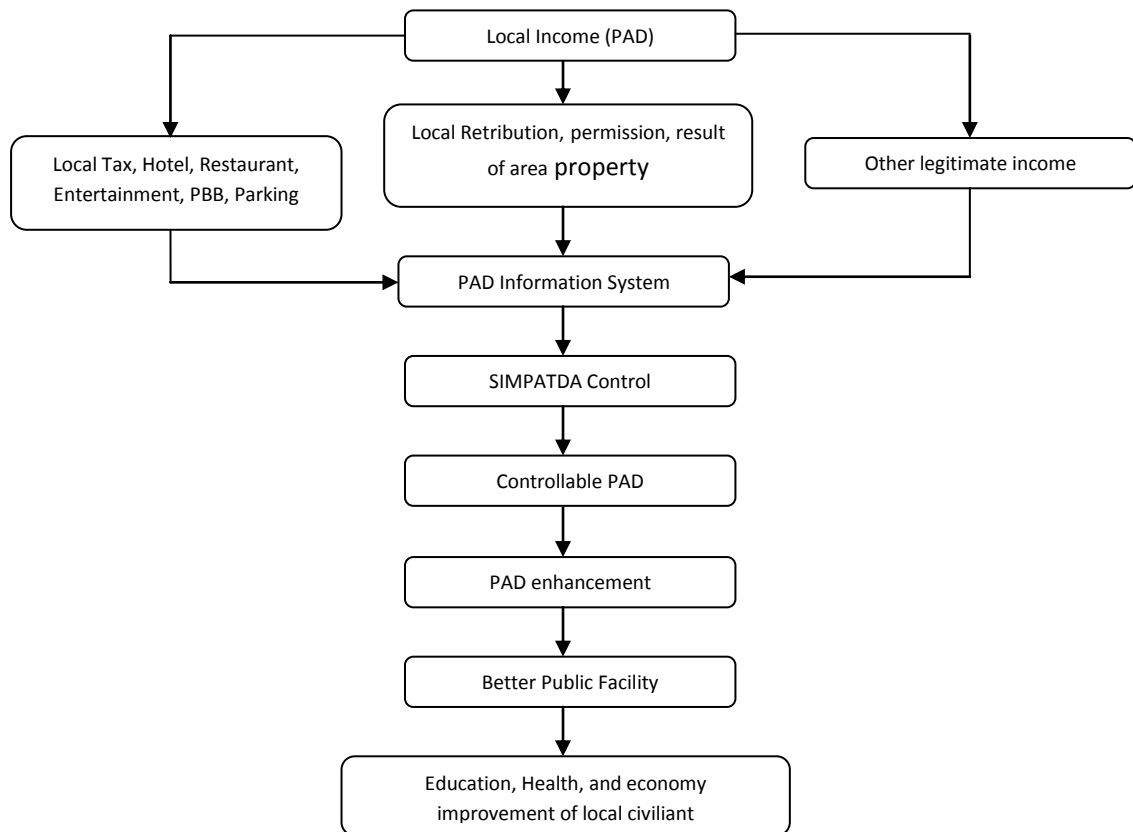 Local Income (PAD)
Local Tax, Hotel, Restaurant,
Entertainment, PBB, Parking
Local Retribution, permission, result
of area property
Other legitimate income
PAD Information System
SIMPATDA Control
Controllable PAD
PAD enhancement
Better Public Facility
Education, Health, and economy
improvement of local civiliant